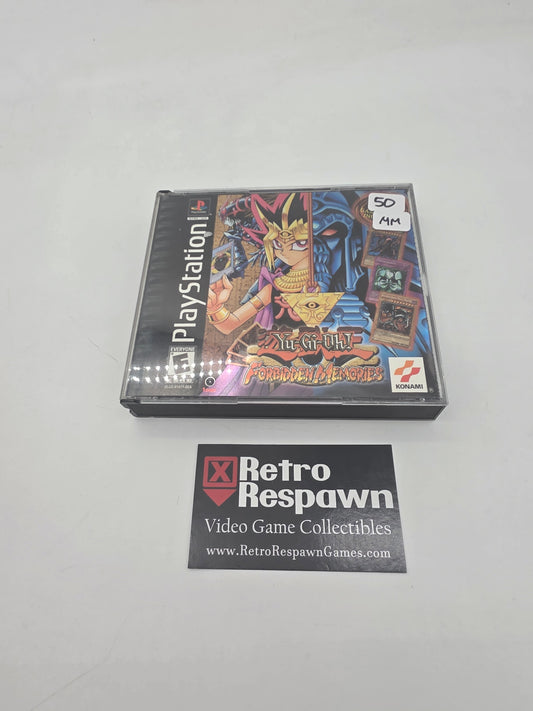 50
MM
PlayStation
EVERYONE
E
Yu-Gi-Oh!
FORBIDDEN MEMORIES
KONAMI
X Retro
Respawn
Video Game Collectibles
www.RetroRespawnGames.com